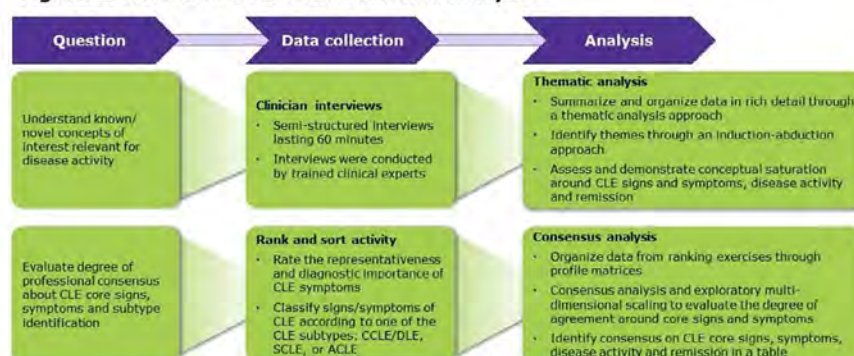 Question
Data collection
Analysis
Understand known/
novel concepts of
interest relevant for
disease activity
Clinician interviews
• Semi-structured interviews
lasting 60 minutes
• Interviews were conducted
by trained clinical experts
Thematic analysis
• Summarize and organize data in rich detail through
a thematic analysis approach
• Identify themes through an induction-abduction
approach
• Assess and demonstrate conceptual saturation
around CLE signs and symptoms, disease activity
and remission
Evaluate degree of
professional consensus
about CLE core signs,
symptoms and subtype
identification
Rank and sort activity
• Rate the representativeness
and diagnostic importance of
CLE symptoms
• Classify signs/symptoms of
CLE according to one of the
CLE subtypes; CCLE/DLE,
SCLE, or ACLE
Consensus analysis
• Organize data from ranking exercises through
profile matrices
• Consensus analysis and exploratory multi-
dimensional scaling to evaluate the degree of
agreement around core signs and symptoms
• Identify consensus on CLE core signs, symptoms,
disease activity and remission in a table